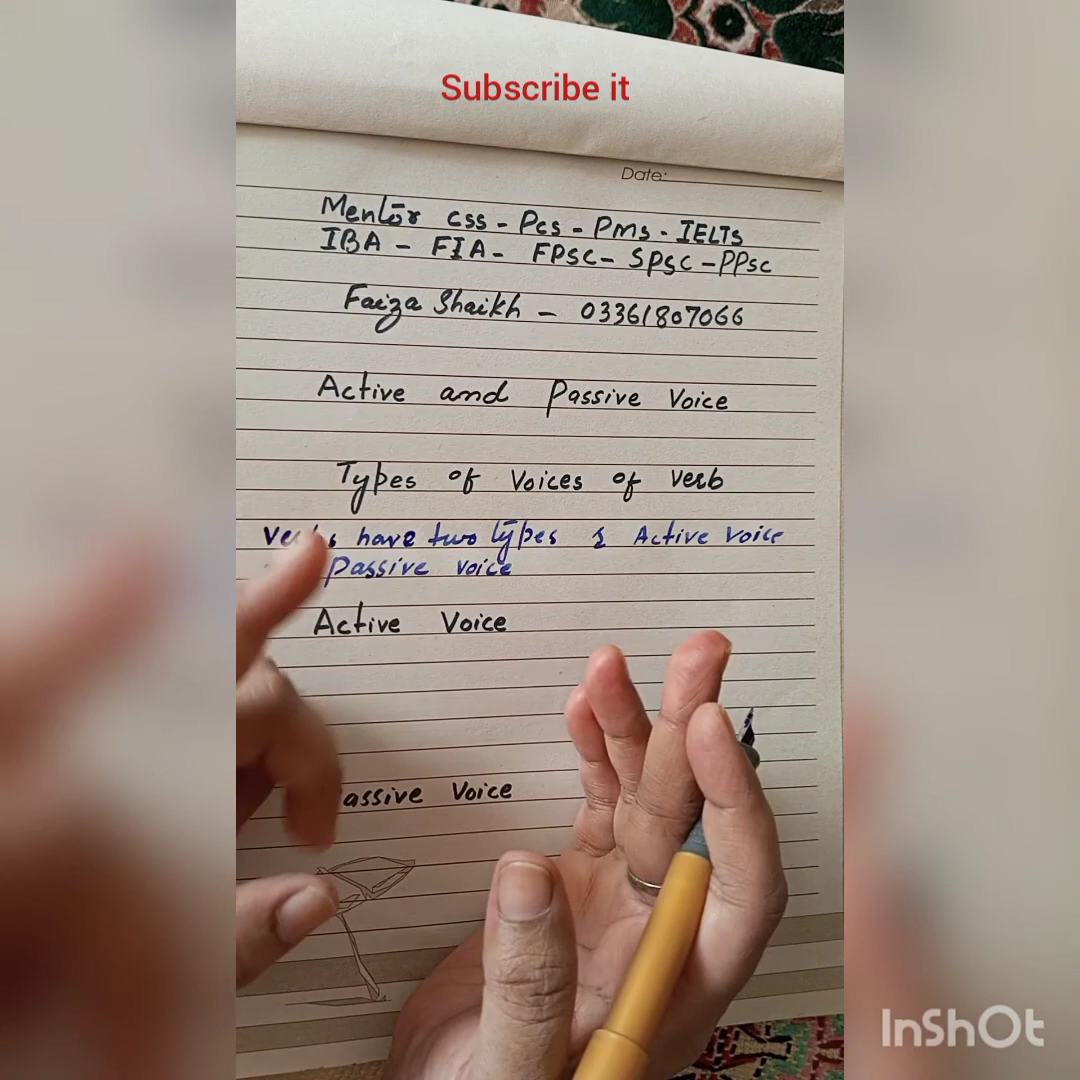 Subscribe it
Date:
Mentor css - Pcs - Pms - IELTS
IBA - FIA - FPSC - SPSC - PPSC
Faiza Shaikh - 03361807066
Active and Passive Voice
Types of Voices of verb
have two types & Active voice
Passive voice
Active Voice
assive Voice
InShOt